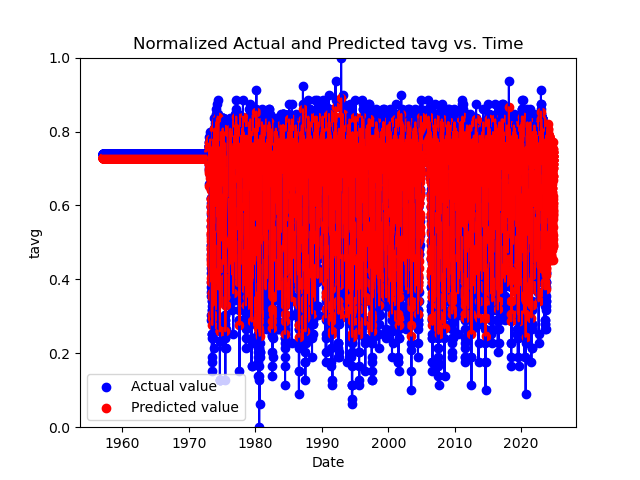 Normalized Actual and Predicted tavg vs. Time
1.0
0.8
0.6
0.4
0.2
0.0
tavg
Actual value
Predicted value
1960 1970 1980 1990 2000 2010 2020
Date